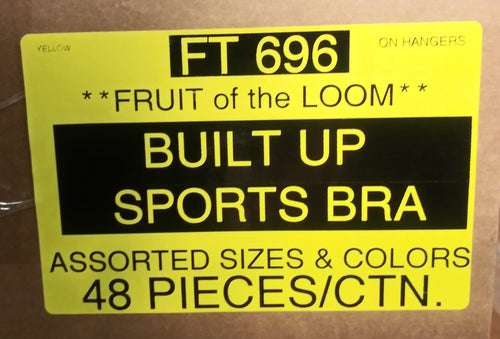 YELLOW
FT 696
ON HANGERS
**FRUIT of the LOOM**
BUILT UP
SPORTS BRA
ASSORTED SIZES & COLORS
48 PIECES/CTN.